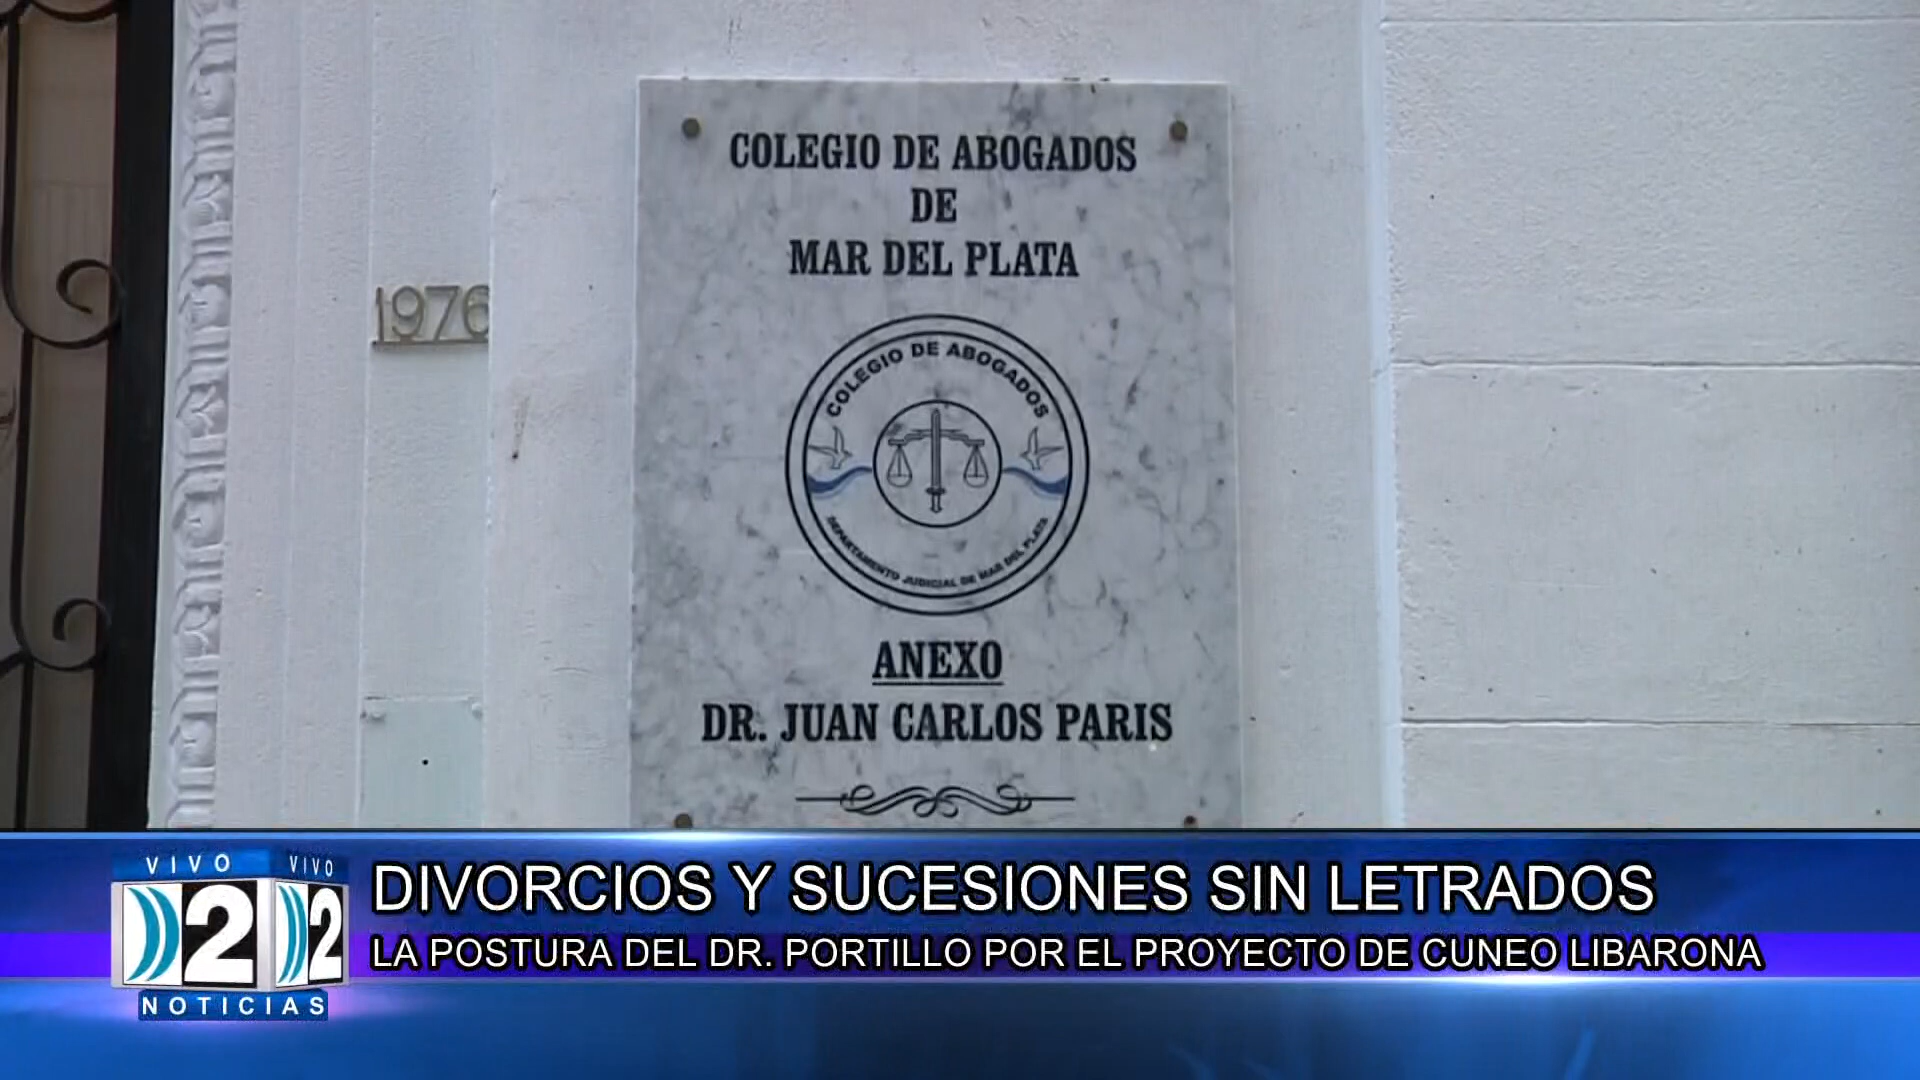 COLEGIO DE ABOGADOS
DE
MAR DEL PLATA
1976
COLEGIO DE ABOGADOS
DEPARTAMENTO JUDICIAL DE MAR DEL PLATA
ANEXO
DR. JUAN CARLOS PARIS
VIVO
VIVO
2
2
NOTICIAS
DIVORCIOS Y SUCESIONES SIN LETRADOS
LA POSTURA DEL DR. PORTILLO POR EL PROYECTO DE CUNEO LIBARONA